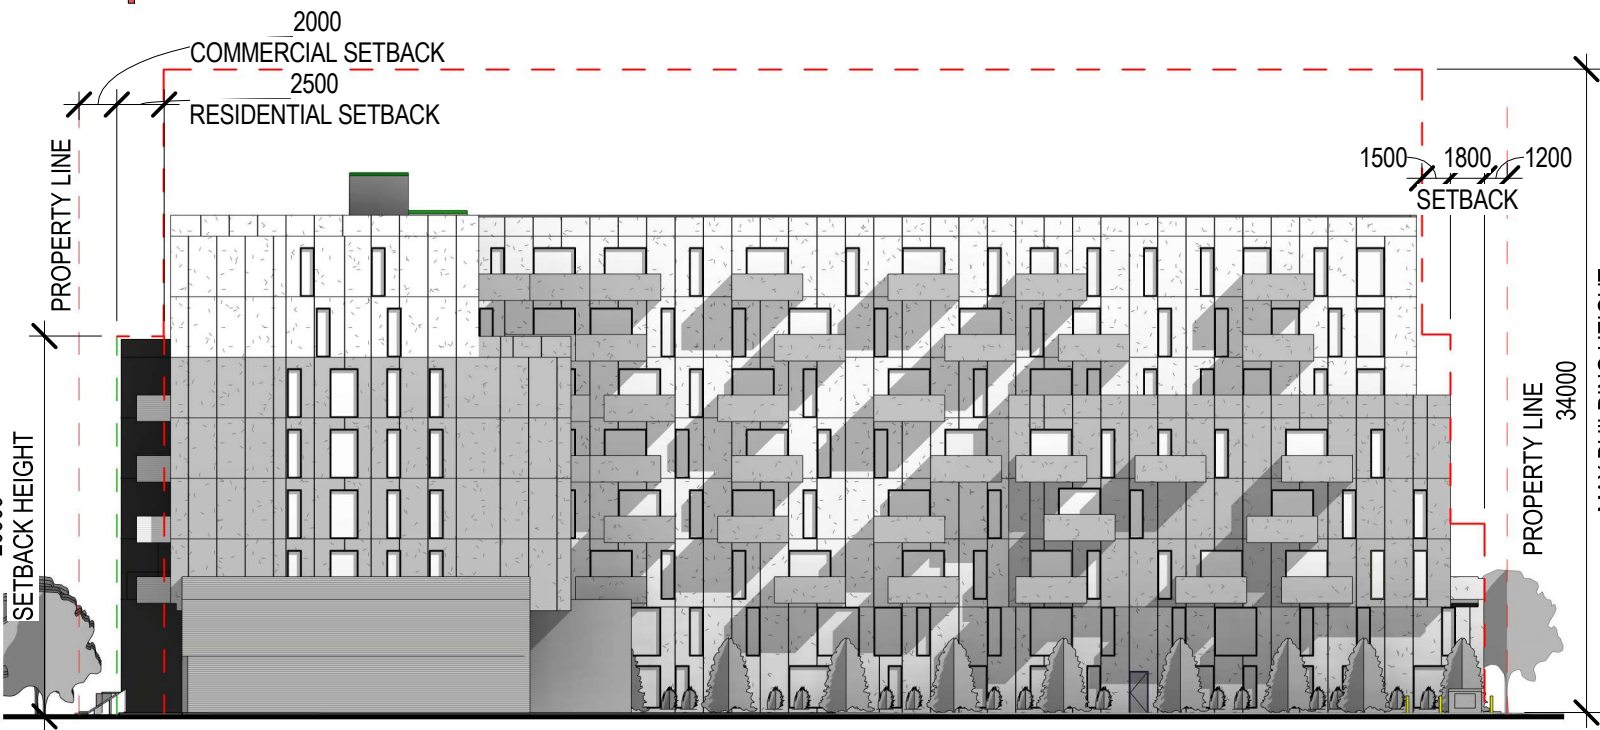 2000
COMMERCIAL SETBACK
2500
RESIDENTIAL SETBACK
PROPERTY LINE
SETBACK HEIGHT
1500 1800 1200
SETBACK
PROPERTY LINE
34000